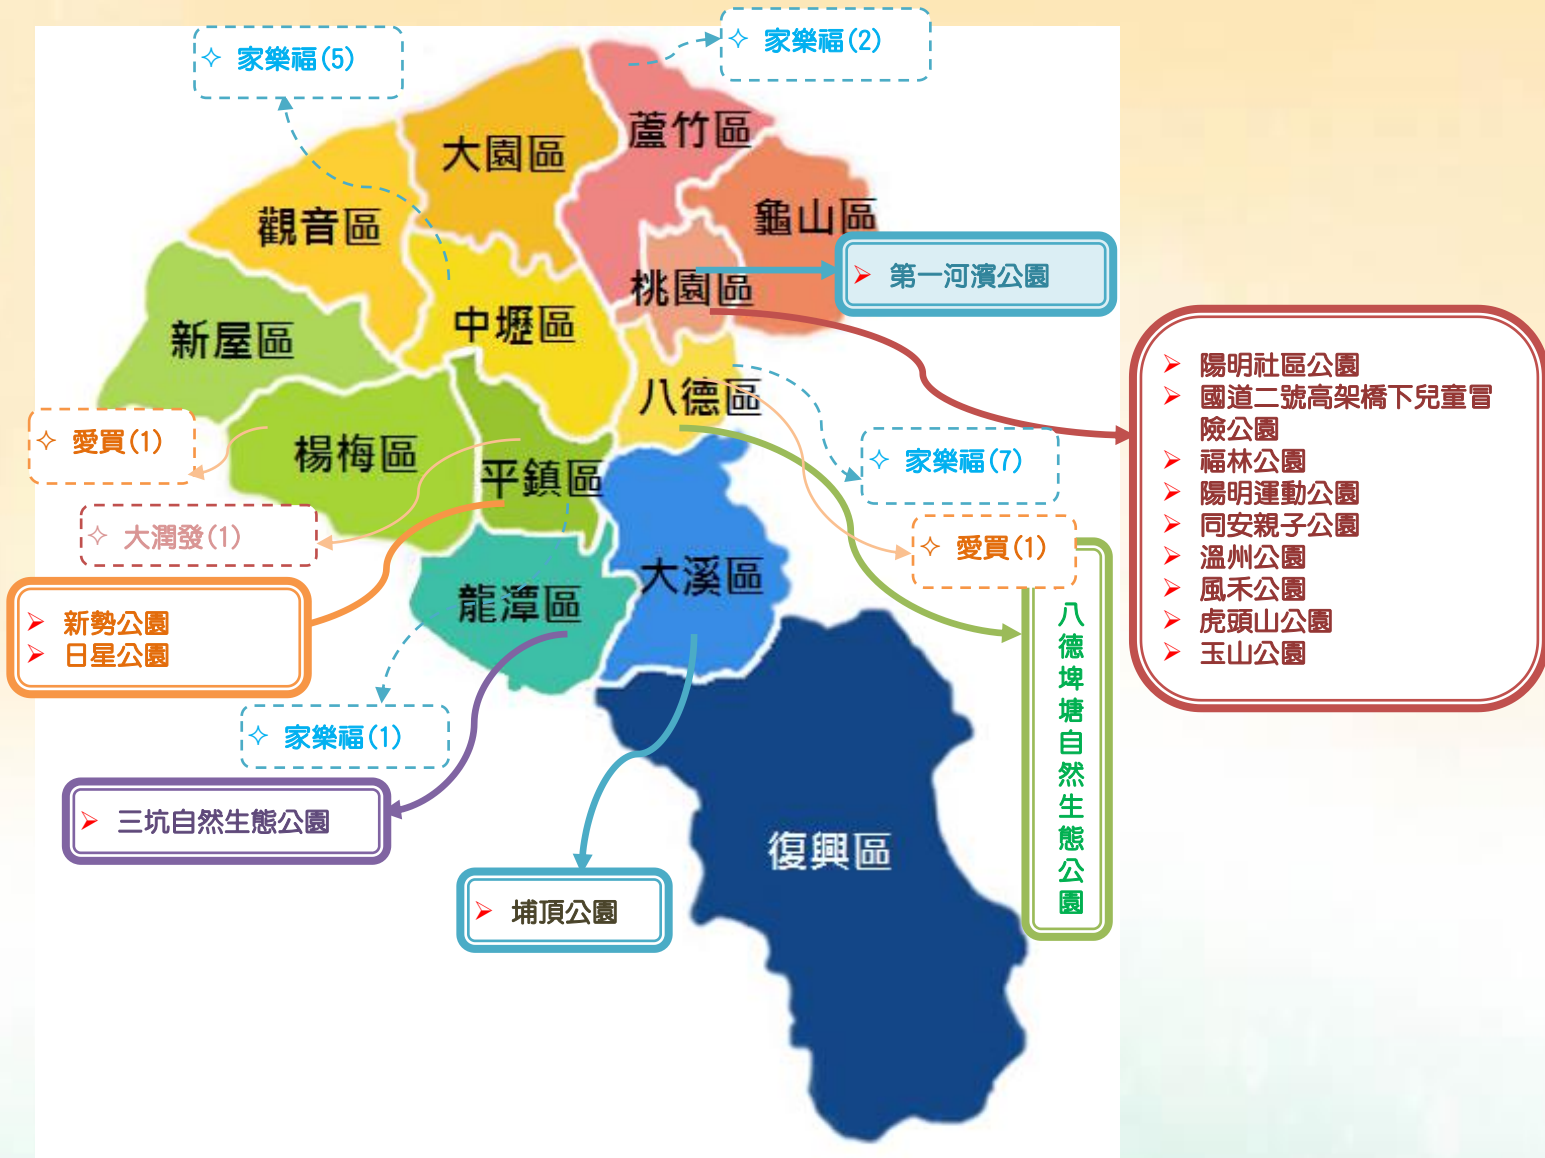 家樂福(5)
家樂福(2)
蘆竹區
大園區
龜山區
觀音區
第一河濱公園
桃園區
中壢區
新屋區
陽明社區公園
國道二號高架橋下兒童冒
險公園
福林公園
陽明運動公園
同安親子公園
溫州公園
風禾公園
虎頭山公園
玉山公園
八德區
愛買(1)
楊梅區
家樂福(7)
平鎮區
大潤發(1)
愛買(1)
大溪區
龍潭區
新勢公園
日星公園
八德埤塘自然生態公園
家樂福(1)
三坑自然生態公園
復興區
埔頂公園